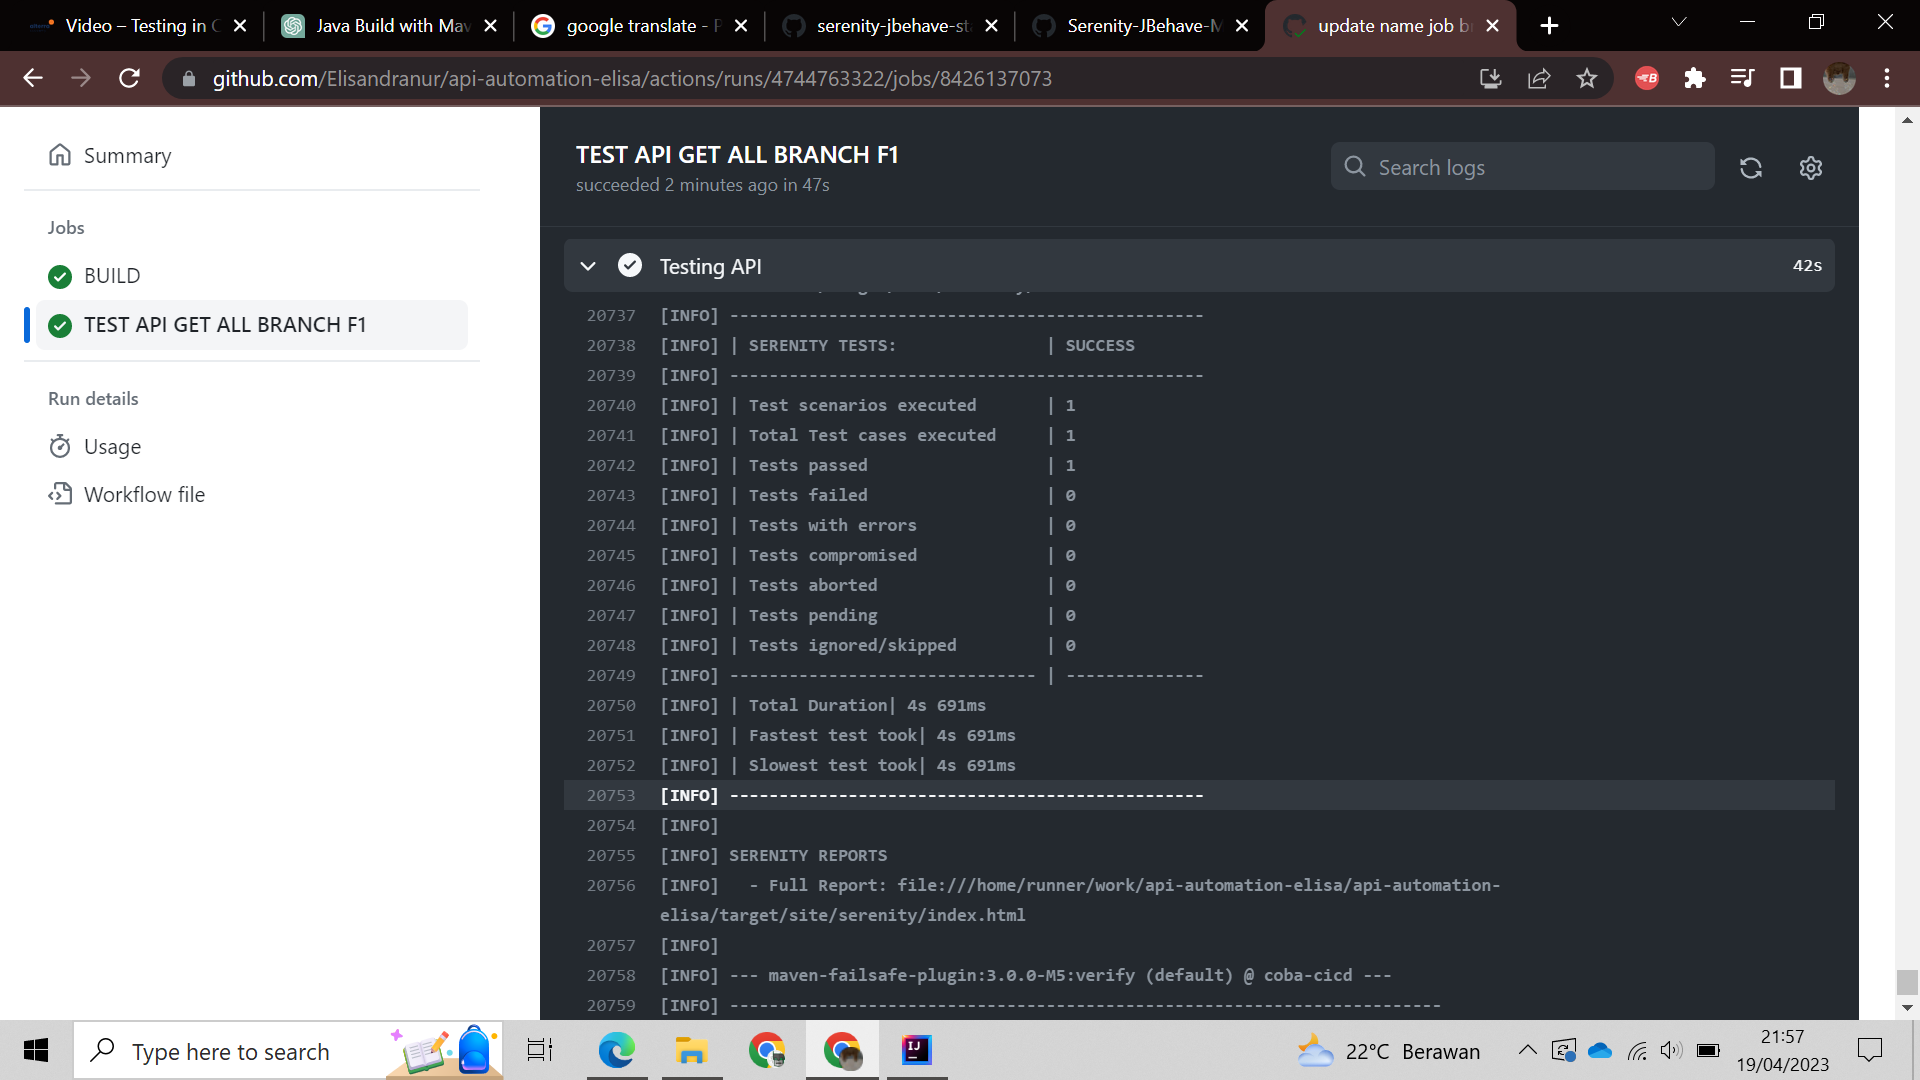 Video – Testing in C
Java Build with Mav
google translate - P
serenity-jbehave-sta
Serenity-JBehave-M
update name job b
github.com/Elisandranur/api-automation-elisa/actions/runs/4744763322/jobs/8426137073
Summary
Jobs
BUILD
TEST API GET ALL BRANCH F1
Run details
Usage
Workflow file
TEST API GET ALL BRANCH F1
succeeded 2 minutes ago in 47s
Search logs
Testing API 42s
20737 [INFO] ------------------------------------------------
20738 [INFO] | SERENITY TESTS: | SUCCESS
20739 [INFO] ------------------------------------------------
20740 [INFO] | Test scenarios executed | 1
20741 [INFO] | Total Test cases executed | 1
20742 [INFO] | Tests passed | 1
20743 [INFO] | Tests failed | 0
20744 [INFO] | Tests with errors | 0
20745 [INFO] | Tests compromised | 0
20746 [INFO] | Tests aborted | 0
20747 [INFO] | Tests pending | 0
20748 [INFO] | Tests ignored/skipped | 0
20749 [INFO] ------------------------------- | --------------
20750 [INFO] | Total Duration| 4s 691ms
20751 [INFO] | Fastest test took| 4s 691ms
20752 [INFO] | Slowest test took| 4s 691ms
20753 [INFO] ------------------------------------------------
20754 [INFO]
20755 [INFO] SERENITY REPORTS
20756 [INFO] - Full Report: file:///home/runner/work/api-automation-elisa/api-automation-
elisa/target/site/serenity/index.html
20757 [INFO]
20758 [INFO] --- maven-failsafe-plugin:3.0.0-M5:verify (default) @ coba-cicd ---
20759 [INFO] ------------------------------------------------------------------------
Type here to search
22°C Berawan
21:57
19/04/2023